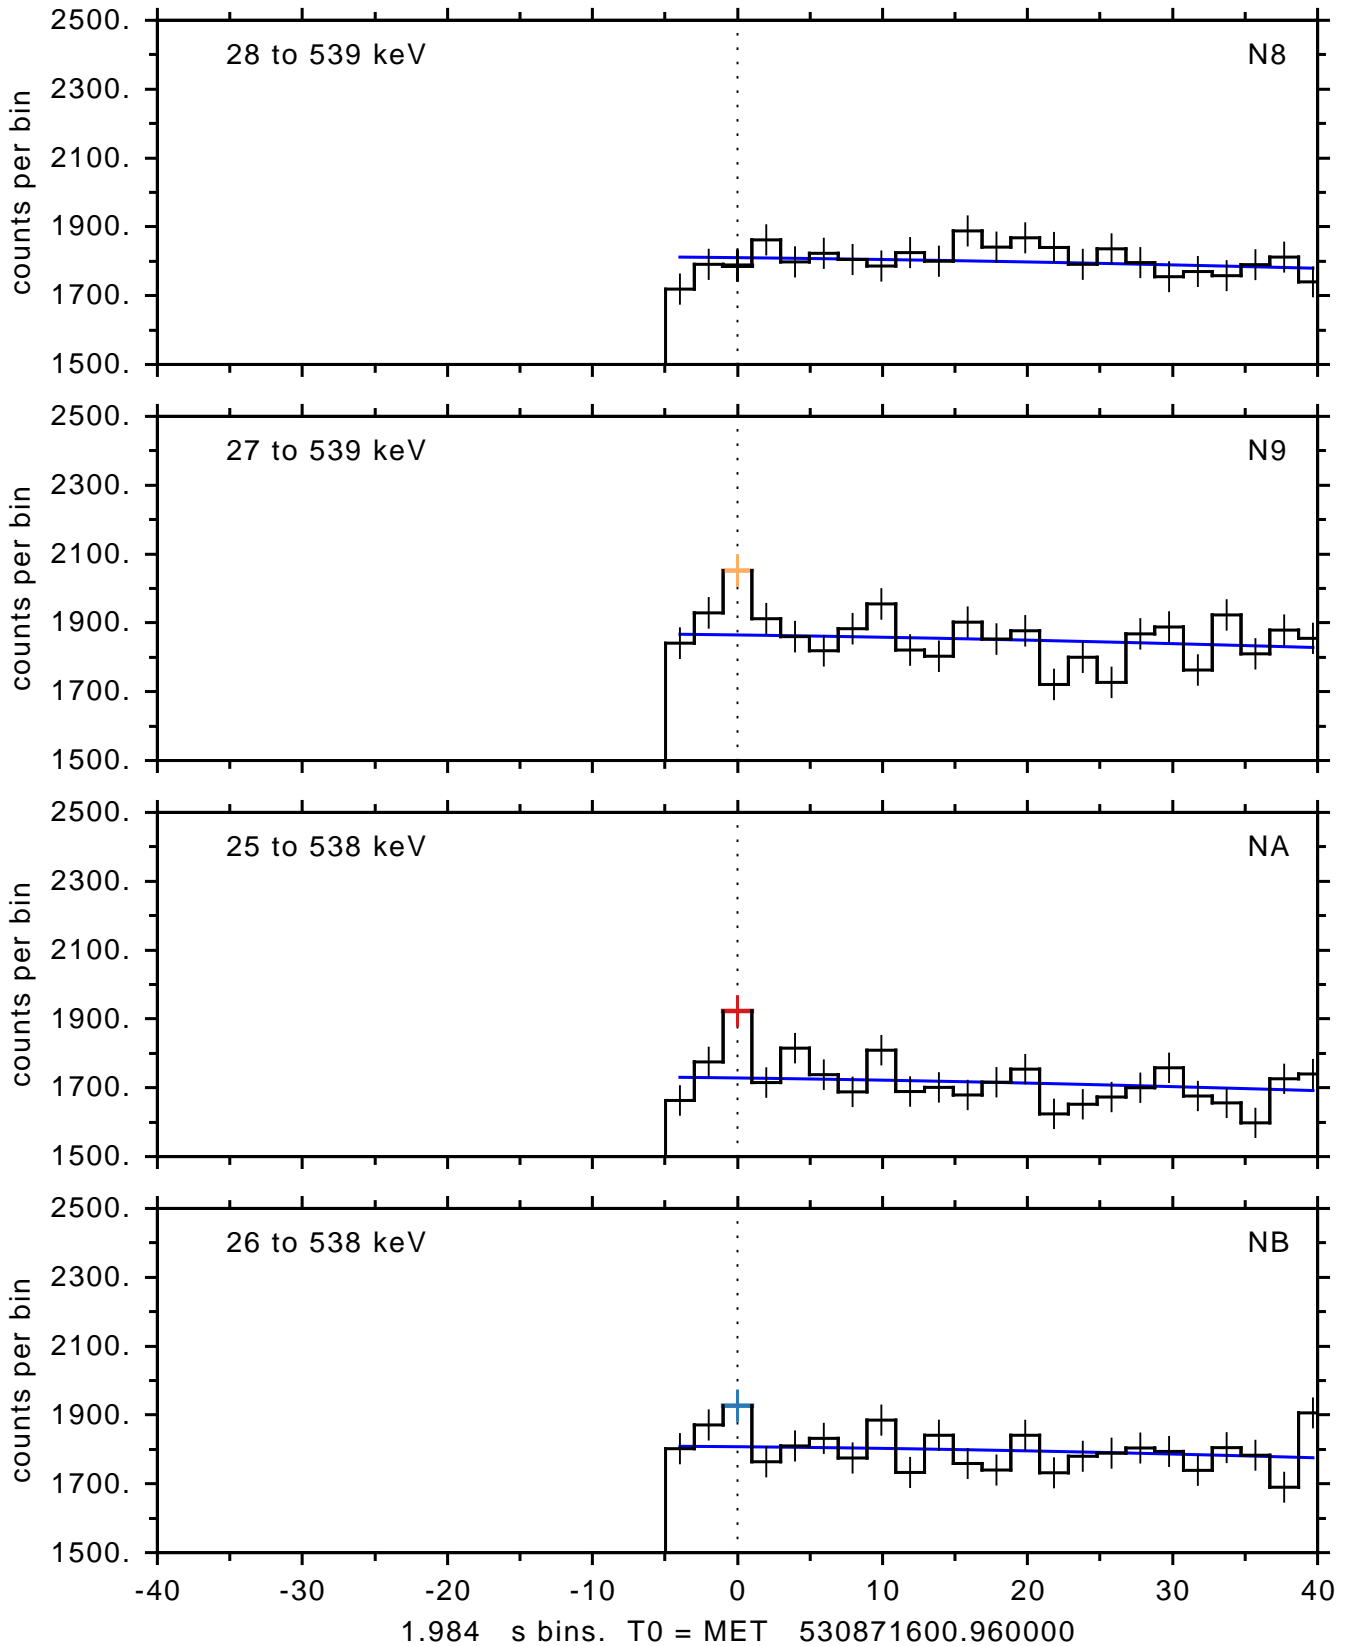 2500.
28 to 539 keV N8
2300.
2100.
1900.
1700.
1500.
counts per bin
2500.
27 to 539 keV N9
2300.
2100.
1900.
1700.
1500.
counts per bin
2500.
25 to 538 keV NA
2300.
2100.
1900.
1700.
1500.
counts per bin
2500.
26 to 538 keV NB
2300.
2100.
1900.
1700.
1500.
counts per bin
-40 -30 -20 -10 0 10 20 30 40
1.984 s bins. T0 = MET 530871600.960000